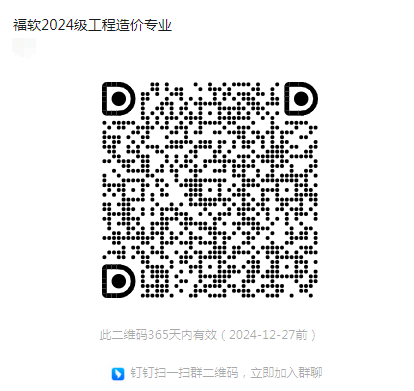 福软2024级工程造价专业
此二维码365天内有效（2024-12-27前）
钉钉扫一扫群二维码，立即加入群聊